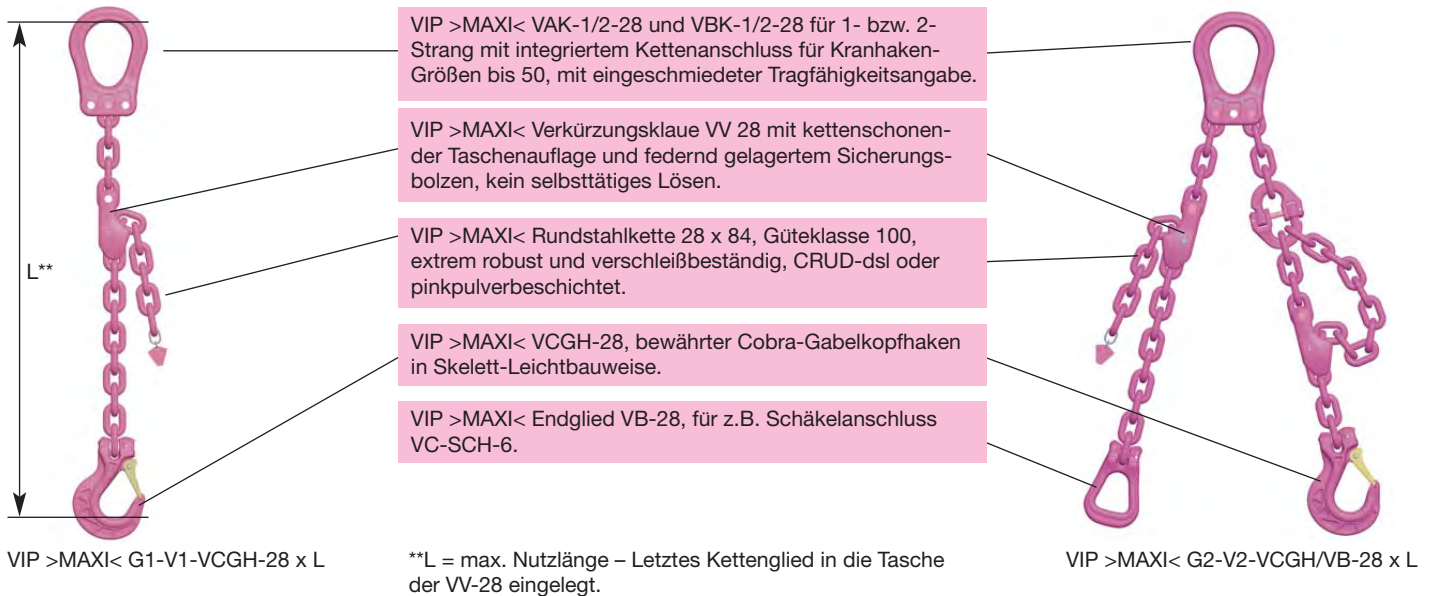 VIP >MAXI< VAK-1/2-28 und VBK-1/2-28 für 1- bzw. 2-
Strang mit integriertem Kettenanschluss für Kranhaken-
Größen bis 50, mit eingeschmiedeter Tragfähigkeitsangabe.
VIP >MAXI< Verkürzungsklaue VV 28 mit kettenschonen-
der Taschenauflage und federnd gelagertem Sicherungs-
bolzen, kein selbsttätiges Lösen.
VIP >MAXI< Rundstahlkette 28 x 84, Güteklasse 100,
extrem robust und verschleißbeständig, CRUD-dsl oder
pinkpulverbeschichtet.
L**
VIP >MAXI< VCGH-28, bewährter Cobra-Gabelkopfhaken
in Skelett-Leichtbauweise.
VIP >MAXI< Endglied VB-28, für z.B. Schäkelanschluss
VC-SCH-6.
VIP >MAXI< G1-V1-VCGH-28 x L
**L = max. Nutzlänge – Letztes Kettenglied in die Tasche
der VV-28 eingelegt.
VIP >MAXI< G2-V2-VCGH/VB-28 x L